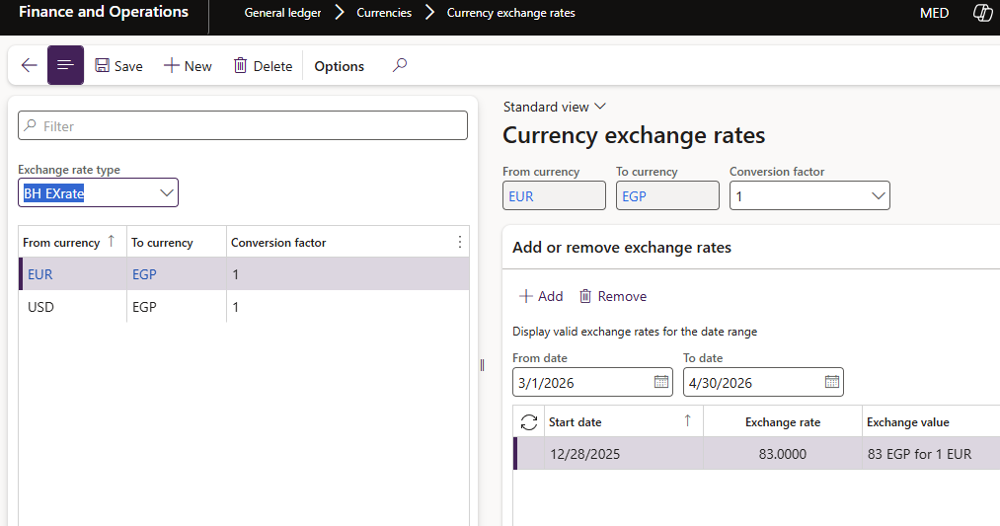 Finance and Operations
General ledger > Currencies > Currency exchange rates
MED
Save
New
Delete
Options
Filter
Exchange rate type
BH EXrate
From currency ↑ To currency Conversion factor
EUR EGP 1
USD EGP 1
Standard view
Currency exchange rates
From currency To currency Conversion factor
EUR EGP 1
Add or remove exchange rates
+ Add Remove
Display valid exchange rates for the date range
From date To date
3/1/2026 4/30/2026
Start date ↑ Exchange rate Exchange value
12/28/2025 83.0000 83 EGP for 1 EUR